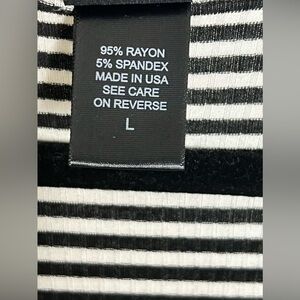 95% RAYON
5% SPANDEX
MADE IN USA
SEE CARE
ON REVERSE
L